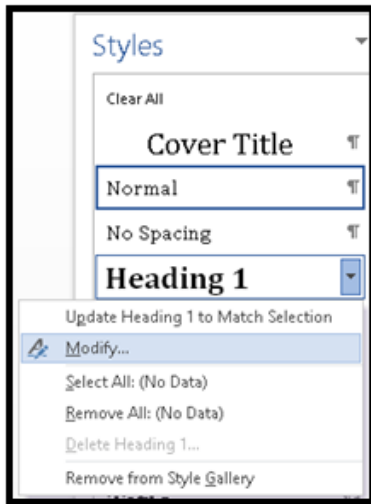 Styles
Clear All
Cover Title ¶
Normal ¶
No Spacing ¶
Heading 1
Update Heading 1 to Match Selection
Modify...
Select All: (No Data)
Remove All: (No Data)
Delete Heading 1...
Remove from Style Gallery